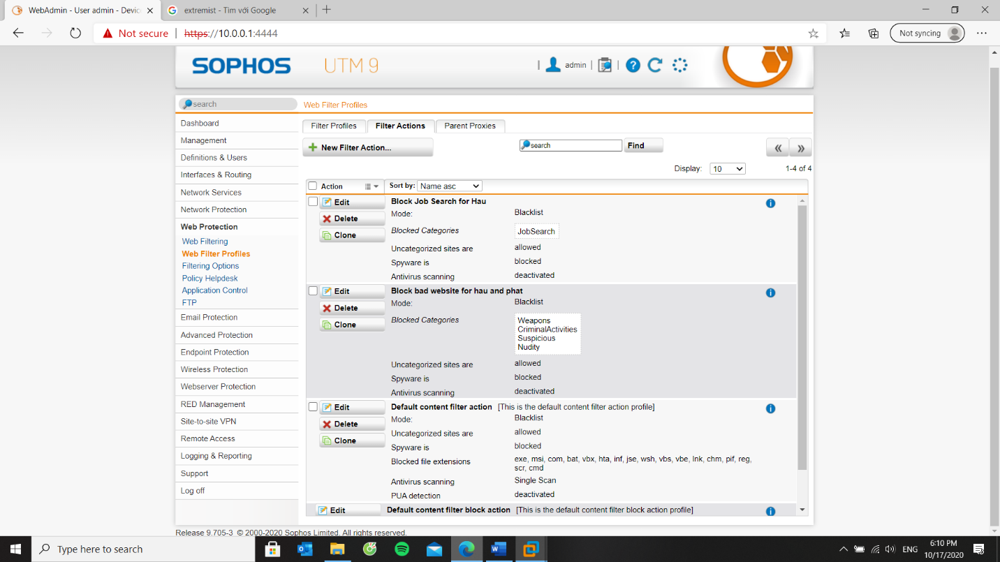 WebAdmin - User admin - Devic
extremist - Tìm với Google
Not secure | https://10.0.0.1:4444
Not syncing
SOPHOS UTM 9
| admin | |
search
Web Filter Profiles
Dashboard
Management
Definitions & Users
Interfaces & Routing
Network Services
Network Protection
Web Protection
Web Filtering
Web Filter Profiles
Filtering Options
Policy Helpdesk
Application Control
FTP
Email Protection
Advanced Protection
Endpoint Protection
Wireless Protection
Webserver Protection
RED Management
Site-to-site VPN
Remote Access
Logging & Reporting
Support
Log off
Filter Profiles Filter Actions Parent Proxies
New Filter Action...
search Find
« »
Display: 10 1-4 of 4
Action Sort by: Name asc
Edit Block Job Search for Hau
Mode: Blacklist
Delete
Blocked Categories JobSearch
Clone
Uncategorized sites are allowed
Spyware is blocked
Antivirus scanning deactivated
Edit Block bad website for hau and phat
Mode: Blacklist
Delete
Blocked Categories Weapons
Clone
CriminalActivities
Suspicious
Nudity
Uncategorized sites are allowed
Spyware is blocked
Antivirus scanning deactivated
Edit Default content filter action [This is the default content filter action profile]
Mode: Blacklist
Delete
Uncategorized sites are allowed
Clone
Spyware is blocked
Blocked file extensions exe, msi, com, bat, vbx, hta, inf, jse, wsh, vbs, vbe, lnk, chm, pif, reg,
scr, cmd
Antivirus scanning Single Scan
PUA detection deactivated
Edit Default content filter block action [This is the default content filter block action profile]
Release 9.705-3 © 2000-2020 Sophos Limited. All rights reserved.
Type here to search
ENG
6:10 PM
10/17/2020